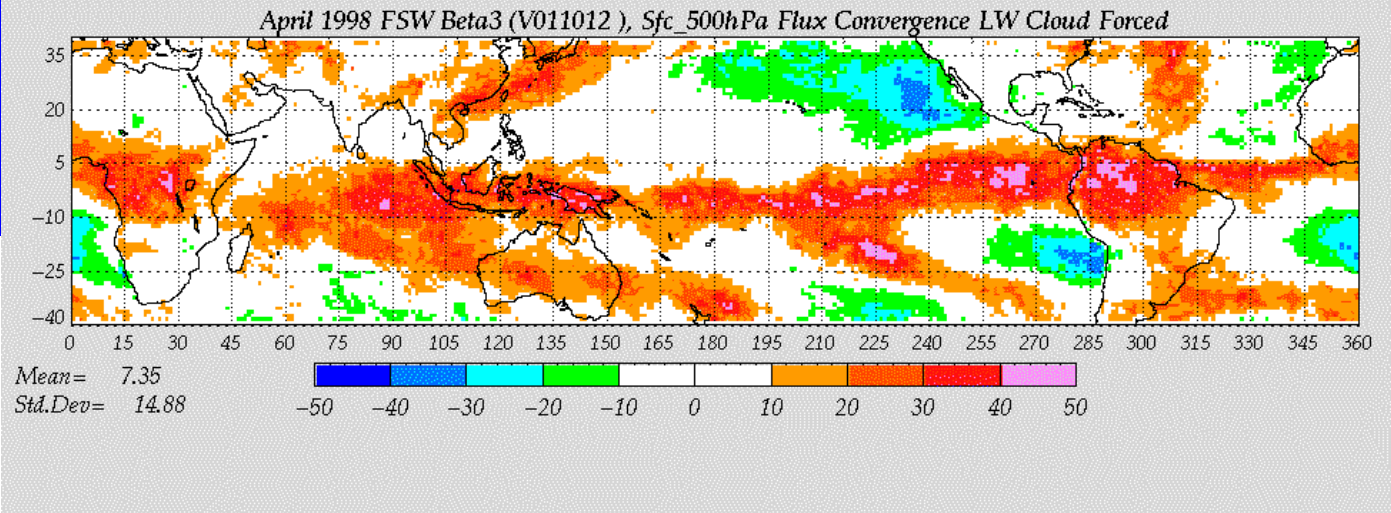 April 1998 FSW Beta3 (V011012 ), Sfc_500hPa Flux Convergence LW Cloud Forced
35
20
5
−10
−25
−40
0 15 30 45 60 75 90 105 120 135 150 165 180 195 210 225 240 255 270 285 300 315 330 345 360
Mean= 7.35
Std.Dev= 14.88
−50 −40 −30 −20 −10 0 10 20 30 40 50